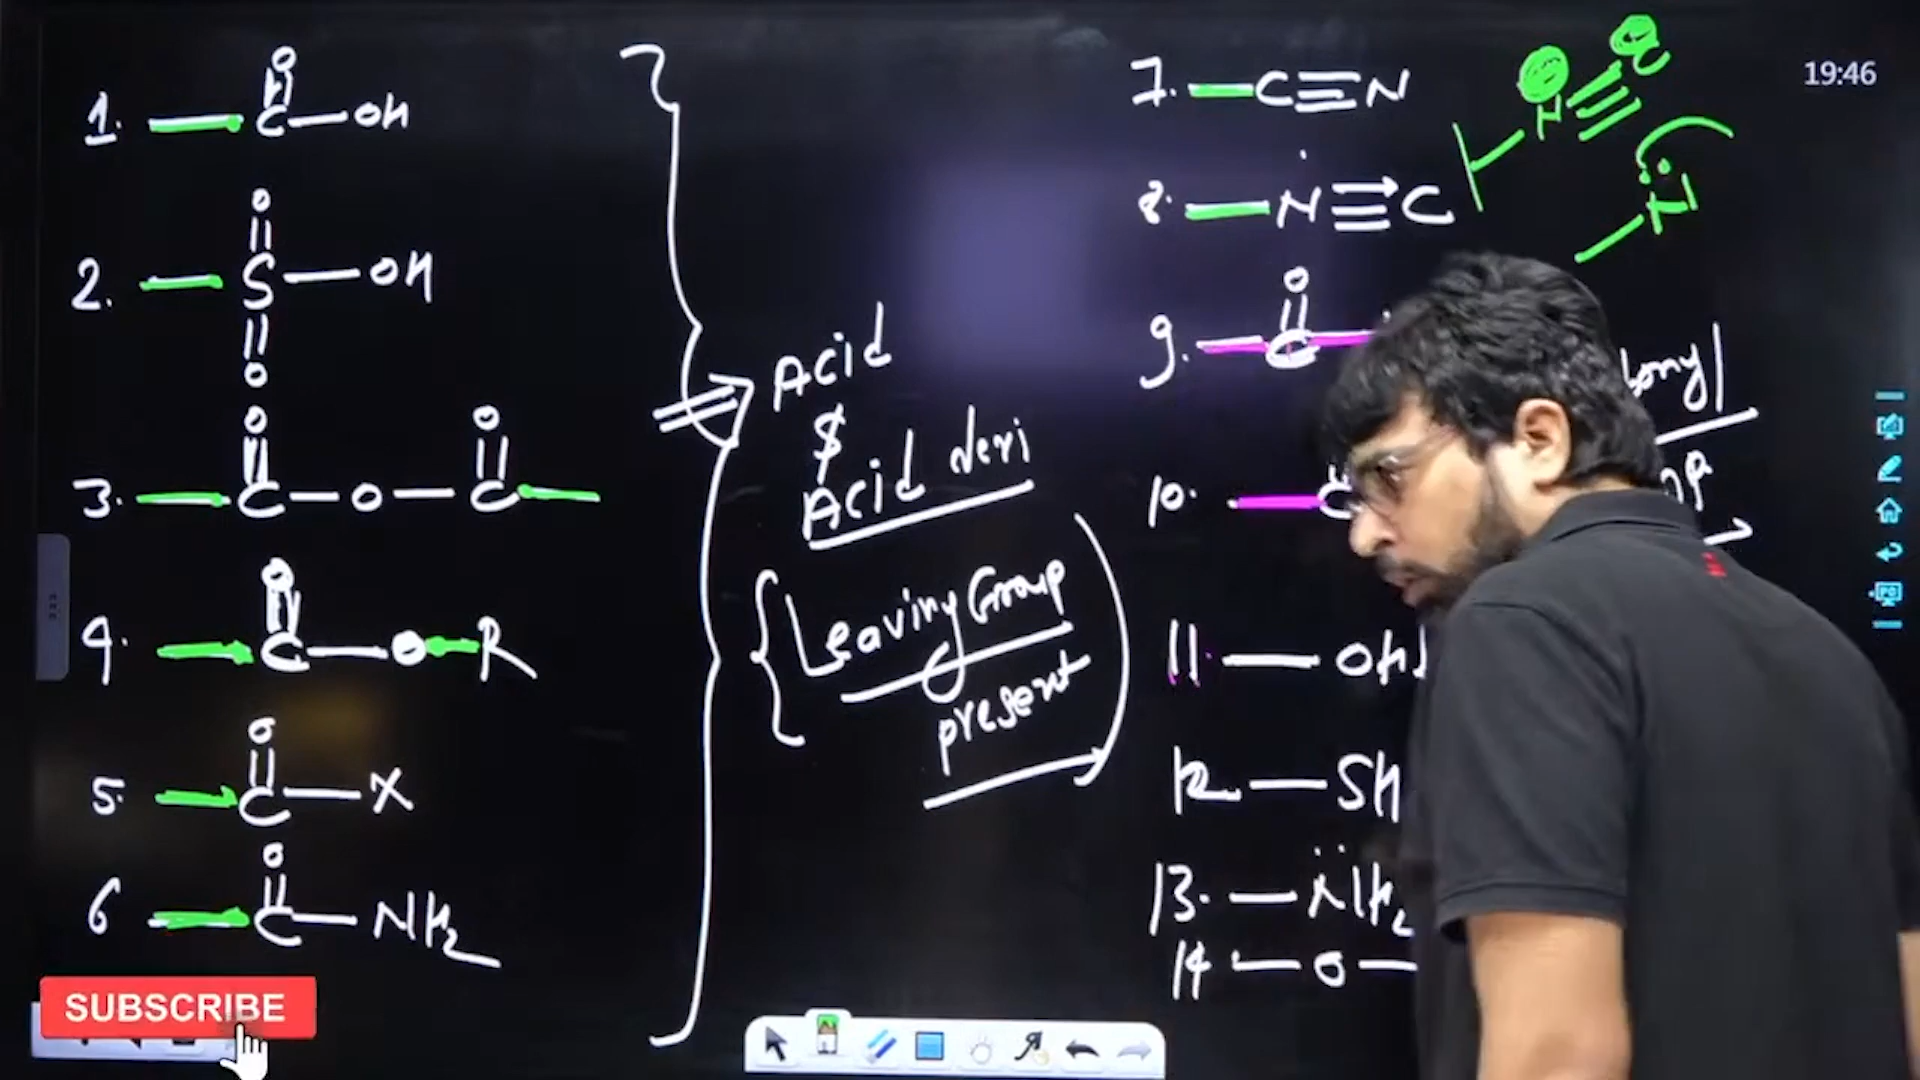 1. — C(=O) — OH
2. — S(=O)(=O) — OH
3. — C(=O) — O — C(=O) —
4. — C(=O) — O — R
5. — C(=O) — X
6 — C(=O) — NH₂
Acid
$
Acid deri
Leaving Group
present
7. — C≡N
8. — N≡C
N≡C
N
9. — C(=O) —
bony|
10. — C
11. — OH
12 — SH
13. — NH₂
14 — O —
19:46
SUBSCRIBE